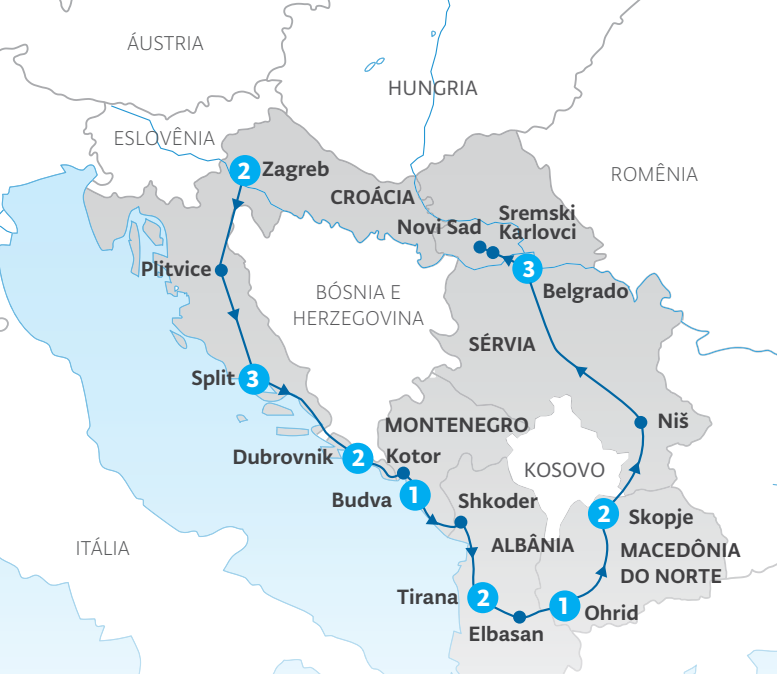 ÁUSTRIA
HUNGRIA
ESLOVÊNIA
2
Zagreb
ROMÊNIA
CROÁCIA
Sremski
Karlovci
Novi Sad
Plitvice
3
Belgrado
BÓSNIA E
HERZEGOVINA
SÉRVIA
Split
3
MONTENEGRO
Niš
Dubrovnik
2
Kotor
KOSOVO
Budva
1
Shkoder
2
Skopje
ITÁLIA
ALBÂNIA
MACEDÔNIA
DO NORTE
Tirana
2
1
Ohrid
Elbasan